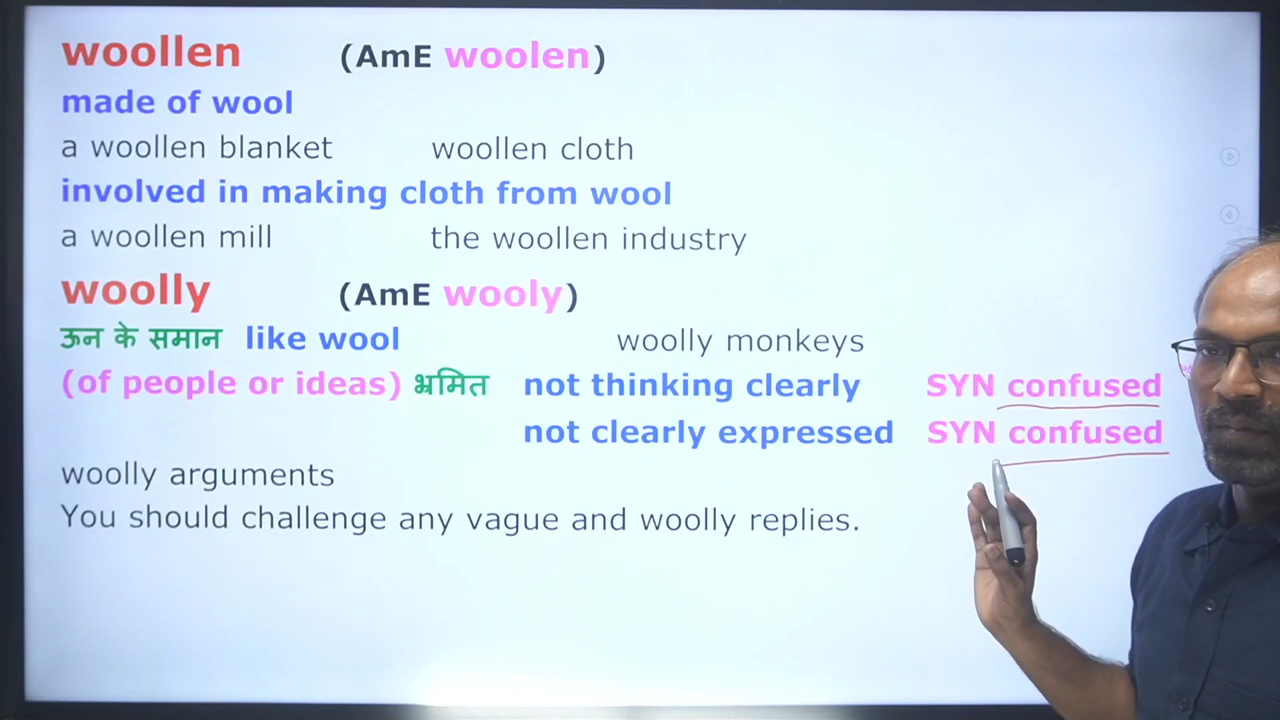 woollen (AmE woolen)
made of wool
a woollen blanket woollen cloth
involved in making cloth from wool
a woollen mill the woollen industry
woolly (AmE wooly)
ऊन के समान like wool woolly monkeys
(of people or ideas) भ्रमित not thinking clearly SYN confused
not clearly expressed SYN confused
woolly arguments
You should challenge any vague and woolly replies.